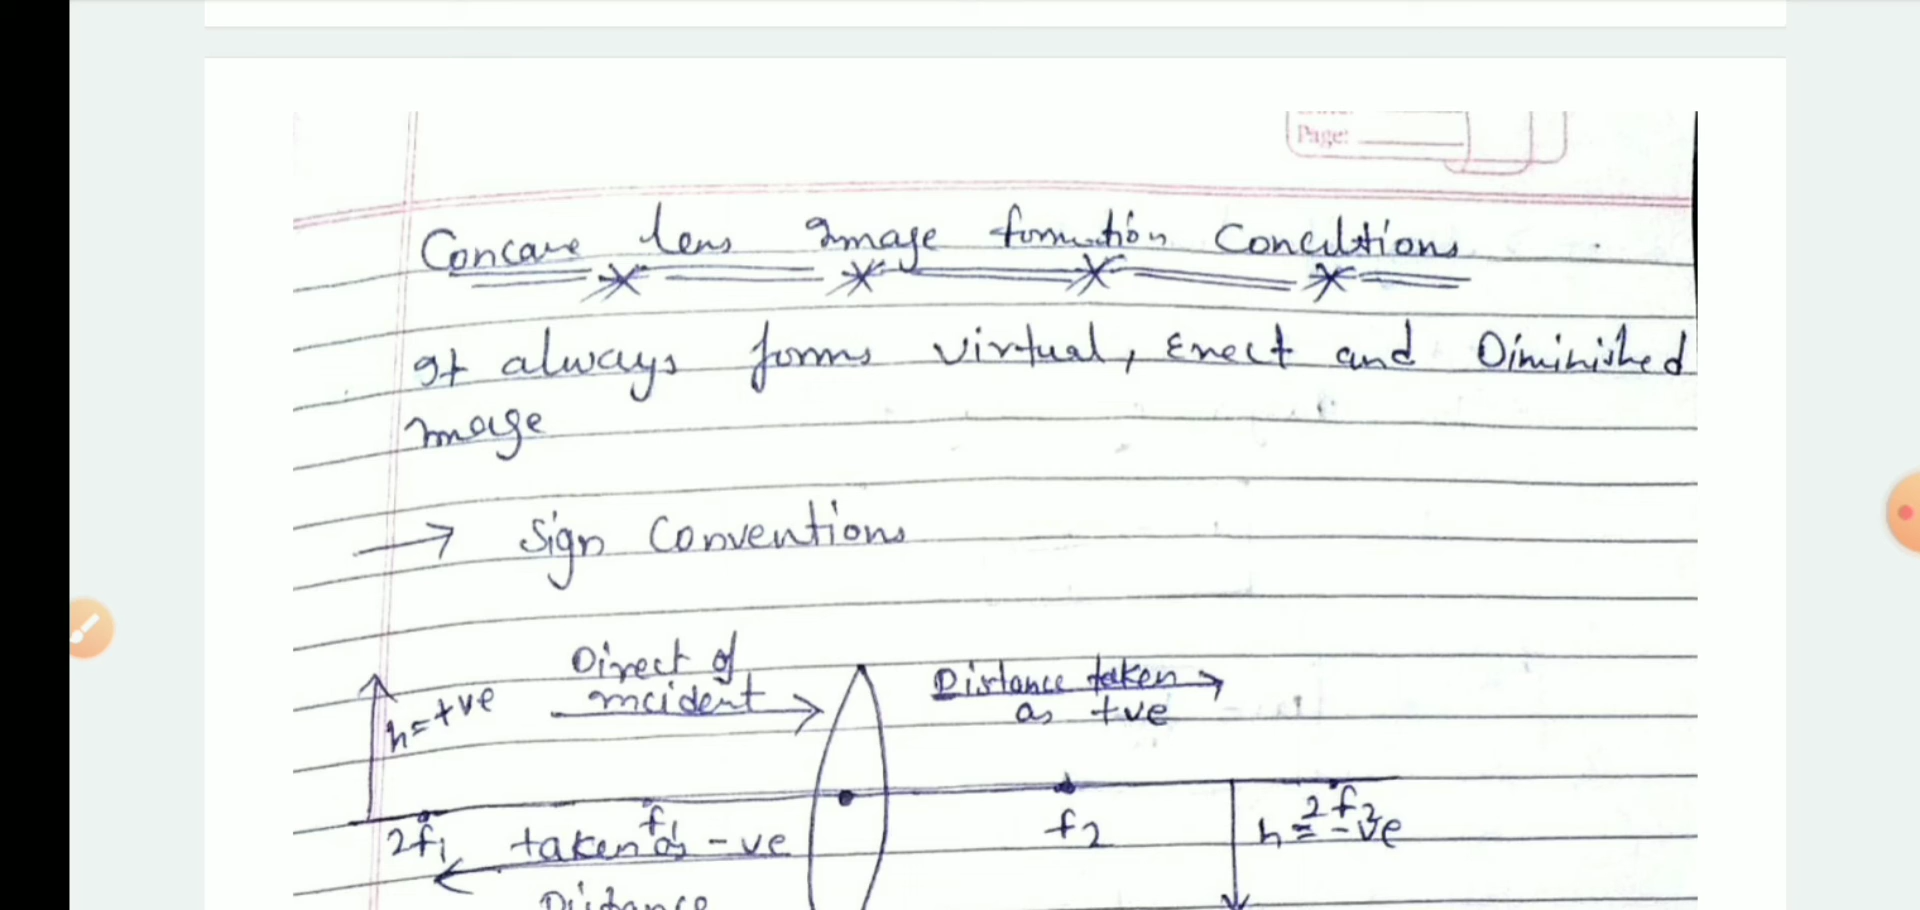 Page:
Concave lens Image formation Conditions
It always forms virtual, Erect and Diminished
Image
→ Sign Conventions
Direct of
incident
Distance taken
as +ve
h=+ve
2f1
f1
taken as -ve
Distance
f2
2f2
h = -ve